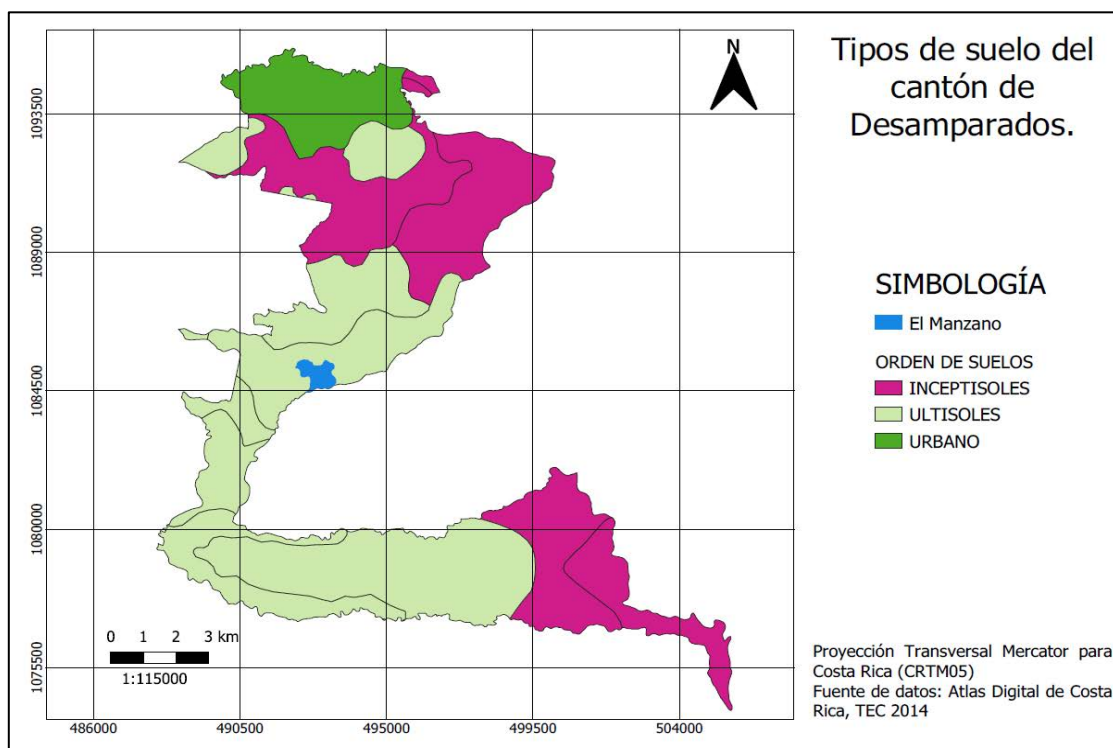 Tipos de suelo del
cantón de
Desamparados.
N
SIMBOLOGÍA
El Manzano
ORDEN DE SUELOS
INCEPTISOLES
ULTISOLES
URBANO
1093500
1089000
1084500
1080000
1075500
0 1 2 3 km
1:115000
486000 490500 495000 499500 504000
Proyección Transversal Mercator para
Costa Rica (CRTM05)
Fuente de datos: Atlas Digital de Costa
Rica, TEC 2014